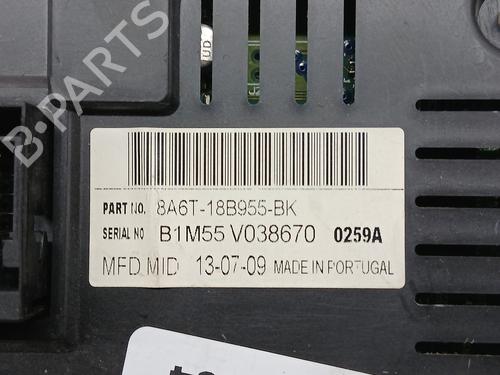 B-PARTS
PART NO. 8A6T-18B955-BK
SERIAL NO B1M55 V038670 0259A
MFD MID 13-07-09 MADE IN PORTUGAL